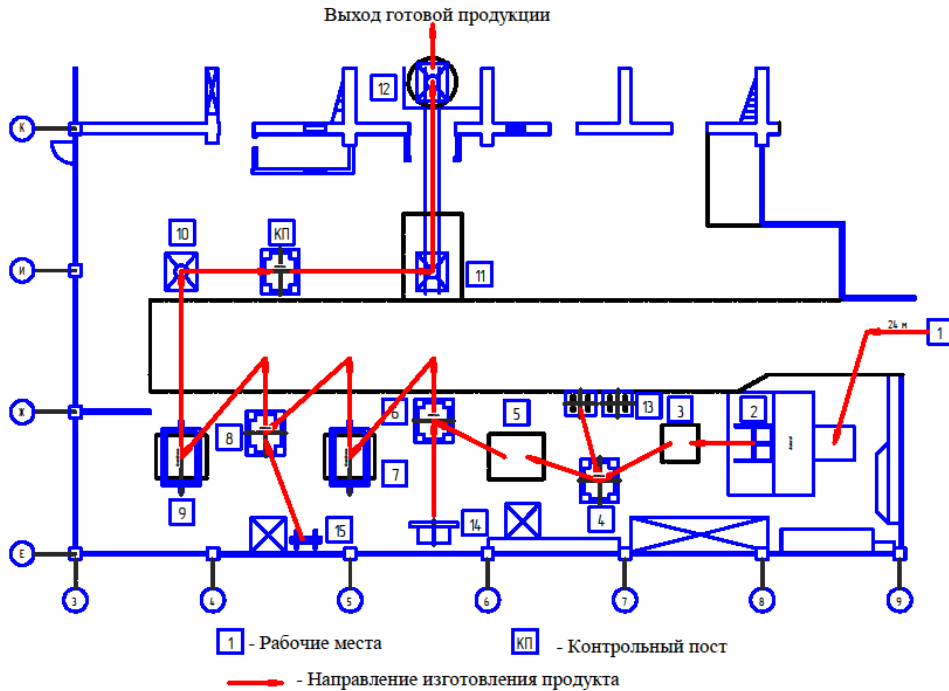 Выход готовой продукции
12
К
10
КП
11
И
24 м
1
Ж
8
6
5
13
3
2
7
9
15
14
4
Е
3
4
5
6
7
8
9
1 - Рабочие места
КП - Контрольный пост
- Направление изготовления продукта